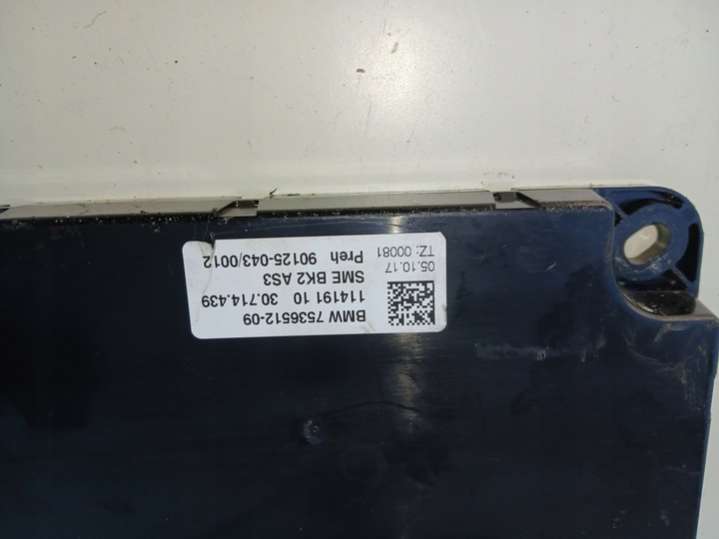 BMW 7536512-09
114191 10 30.714.439
SME BK2 AS3
Preh 90125-043/0012
05.10.17
TZ: 00081